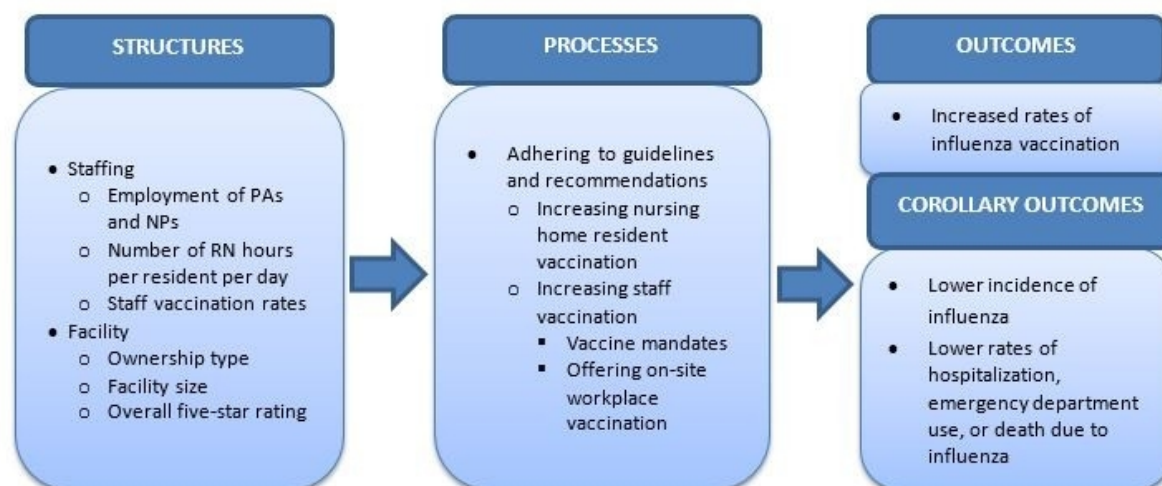 STRUCTURES
• Staffing
o Employment of PAs
and NPs
o Number of RN hours
per resident per day
o Staff vaccination rates
• Facility
o Ownership type
o Facility size
o Overall five-star rating
PROCESSES
• Adhering to guidelines
and recommendations
o Increasing nursing
home resident
vaccination
o Increasing staff
vaccination
▪ Vaccine mandates
▪ Offering on-site
workplace
vaccination
OUTCOMES
• Increased rates of
influenza vaccination
COROLLARY OUTCOMES
• Lower incidence of
influenza
• Lower rates of
hospitalization,
emergency department
use, or death due to
influenza